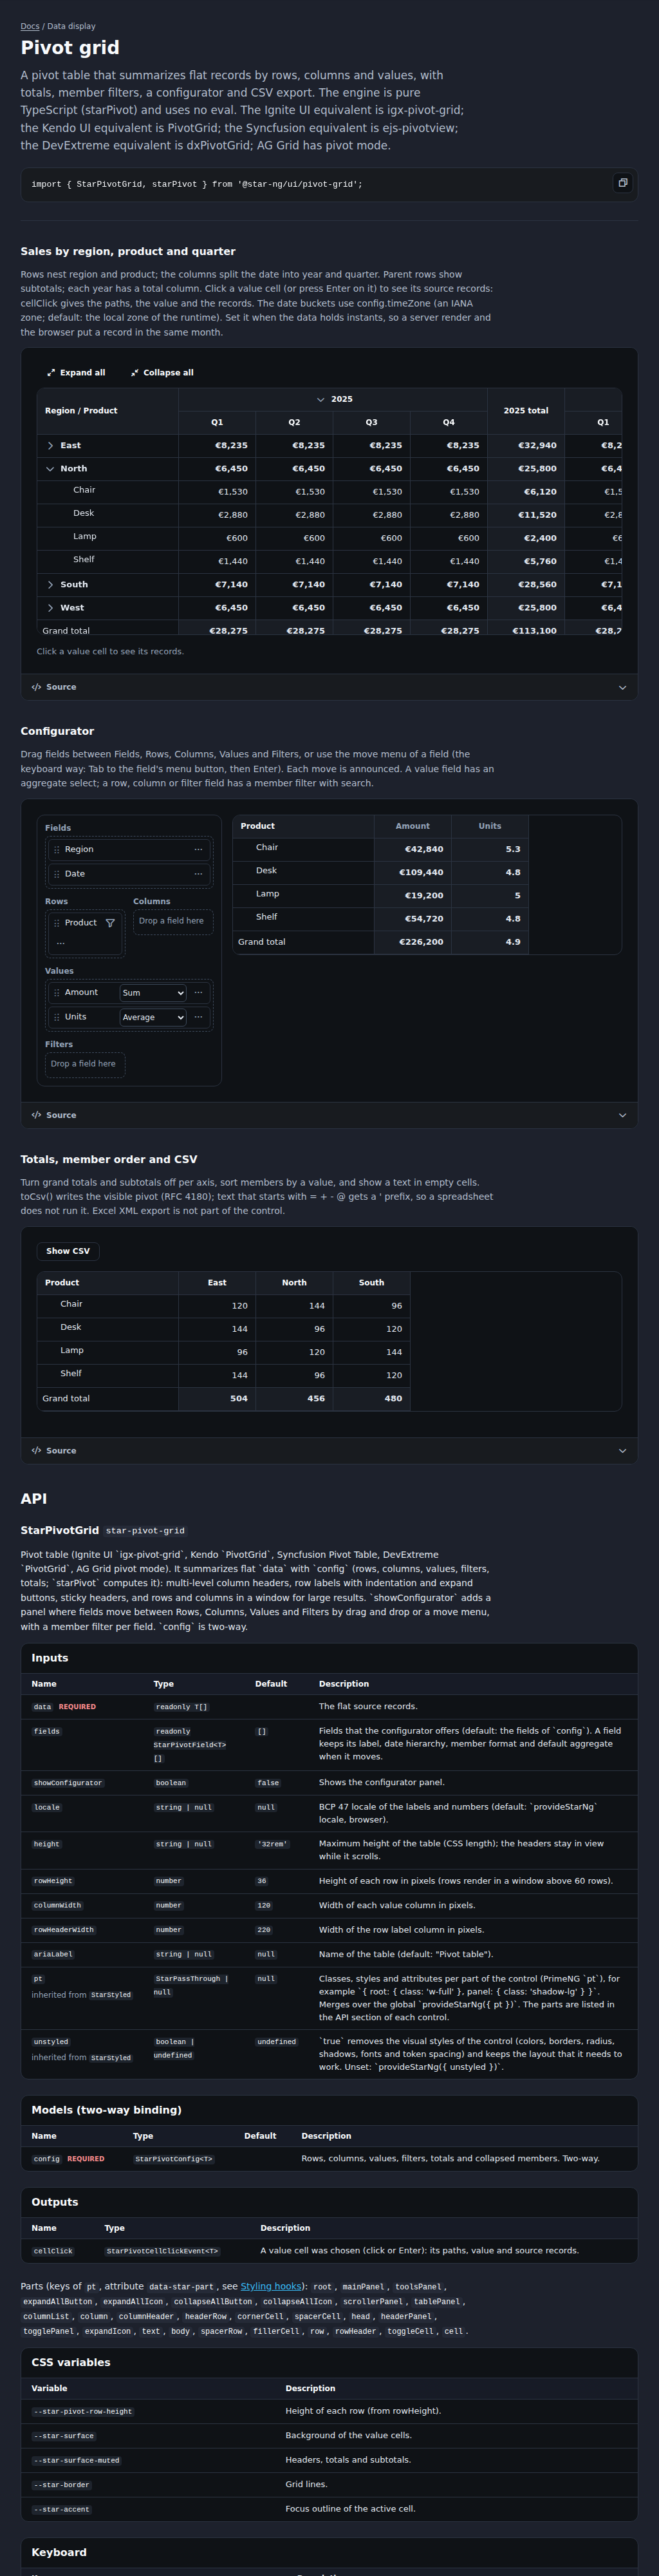 Docs / Data display
Pivot grid
A pivot table that summarizes flat records by rows, columns and values, with
totals, member filters, a configurator and CSV export. The engine is pure
TypeScript (starPivot) and uses no eval. The Ignite UI equivalent is igx-pivot-grid;
the Kendo UI equivalent is PivotGrid; the Syncfusion equivalent is ejs-pivotview;
the DevExtreme equivalent is dxPivotGrid; AG Grid has pivot mode.
import { StarPivotGrid, starPivot } from '@star-ng/ui/pivot-grid';
Sales by region, product and quarter
Rows nest region and product; the columns split the date into year and quarter. Parent rows show
subtotals; each year has a total column. Click a value cell (or press Enter on it) to see its source records:
cellClick gives the paths, the value and the records. The date buckets use config.timeZone (an IANA
zone; default: the local zone of the runtime). Set it when the data holds instants, so a server render and
the browser put a record in the same month.
Expand all Collapse all
Region / Product 2025 2025 total
Q1 Q2 Q3 Q4 Q1
East €8,235 €8,235 €8,235 €8,235 €32,940 €8,2
North €6,450 €6,450 €6,450 €6,450 €25,800 €6,4
Chair €1,530 €1,530 €1,530 €1,530 €6,120 €1,5
Desk €2,880 €2,880 €2,880 €2,880 €11,520 €2,8
Lamp €600 €600 €600 €600 €2,400 €6
Shelf €1,440 €1,440 €1,440 €1,440 €5,760 €1,4
South €7,140 €7,140 €7,140 €7,140 €28,560 €7,1
West €6,450 €6,450 €6,450 €6,450 €25,800 €6,4
Grand total €28,275 €28,275 €28,275 €28,275 €113,100 €28,2
Click a value cell to see its records.
Source
Configurator
Drag fields between Fields, Rows, Columns, Values and Filters, or use the move menu of a field (the
keyboard way: Tab to the field's menu button, then Enter). Each move is announced. A value field has an
aggregate select; a row, column or filter field has a member filter with search.
Fields
Region
Date
Rows Columns
Product Drop a field here
Values
Amount Sum
Units Average
Filters
Drop a field here
Product Amount Units
Chair €42,840 5.3
Desk €109,440 4.8
Lamp €19,200 5
Shelf €54,720 4.8
Grand total €226,200 4.9
Source
Totals, member order and CSV
Turn grand totals and subtotals off per axis, sort members by a value, and show a text in empty cells.
toCsv() writes the visible pivot (RFC 4180); text that starts with = + - @ gets a ' prefix, so a spreadsheet
does not run it. Excel XML export is not part of the control.
Show CSV
Product East North South
Chair 120 144 96
Desk 144 96 120
Lamp 96 120 144
Shelf 144 96 120
Grand total 504 456 480
Source
API
StarPivotGrid star-pivot-grid
Pivot table (Ignite UI `igx-pivot-grid`, Kendo `PivotGrid`, Syncfusion Pivot Table, DevExtreme
`PivotGrid`, AG Grid pivot mode). It summarizes flat `data` with `config` (rows, columns, values, filters,
totals; `starPivot` computes it): multi-level column headers, row labels with indentation and expand
buttons, sticky headers, and rows and columns in a window for large results. `showConfigurator` adds a
panel where fields move between Rows, Columns, Values and Filters by drag and drop or a move menu,
with a member filter per field. `config` is two-way.
Inputs
Name Type Default Description
data REQUIRED readonly T[] The flat source records.
fields readonly StarPivotField<T>[] [] Fields that the configurator offers (default: the fields of `config`). A field
keeps its label, date hierarchy, member format and default aggregate
when it moves.
showConfigurator boolean false Shows the configurator panel.
locale string | null null BCP 47 locale of the labels and numbers (default: `provideStarNg`
locale, browser).
height string | null '32rem' Maximum height of the table (CSS length); the headers stay in view
while it scrolls.
rowHeight number 36 Height of each row in pixels (rows render in a window above 60 rows).
columnWidth number 120 Width of each value column in pixels.
rowHeaderWidth number 220 Width of the row label column in pixels.
ariaLabel string | null null Name of the table (default: "Pivot table").
pt StarPassThrough | null null Classes, styles and attributes per part of the control (PrimeNG `pt`), for
inherited from StarStyled example `{ root: { class: 'w-full' }, panel: { class: 'shadow-lg' } }`.
Merges over the global `provideStarNg({ pt })`. The parts are listed in
the API section of each control.
unstyled boolean | undefined undefined `true` removes the visual styles of the control (colors, borders, radius,
inherited from StarStyled shadows, fonts and token spacing) and keeps the layout that it needs to
work. Unset: `provideStarNg({ unstyled })`.
Models (two-way binding)
Name Type Default Description
config REQUIRED StarPivotConfig<T> Rows, columns, values, filters, totals and collapsed members. Two-way.
Outputs
Name Type Description
cellClick StarPivotCellClickEvent<T> A value cell was chosen (click or Enter): its paths, value and source records.
Parts (keys of pt, attribute data-star-part, see Styling hooks): root, mainPanel, toolsPanel,
expandAllButton, expandAllIcon, collapseAllButton, collapseAllIcon, scrollerPanel, tablePanel,
columnList, column, columnHeader, headerRow, cornerCell, spacerCell, head, headerPanel,
togglePanel, expandIcon, text, body, spacerRow, fillerCell, row, rowHeader, toggleCell, cell.
CSS variables
Variable Description
--star-pivot-row-height Height of each row (from rowHeight).
--star-surface Background of the value cells.
--star-surface-muted Headers, totals and subtotals.
--star-border Grid lines.
--star-accent Focus outline of the active cell.
Keyboard